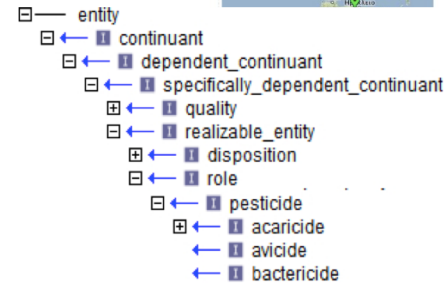 entity
I continuant
I dependent_continuant
I specifically_dependent_continuant
I quality
I realizable_entity
I disposition
I role
I pesticide
I acaricide
I avicide
I bactericide